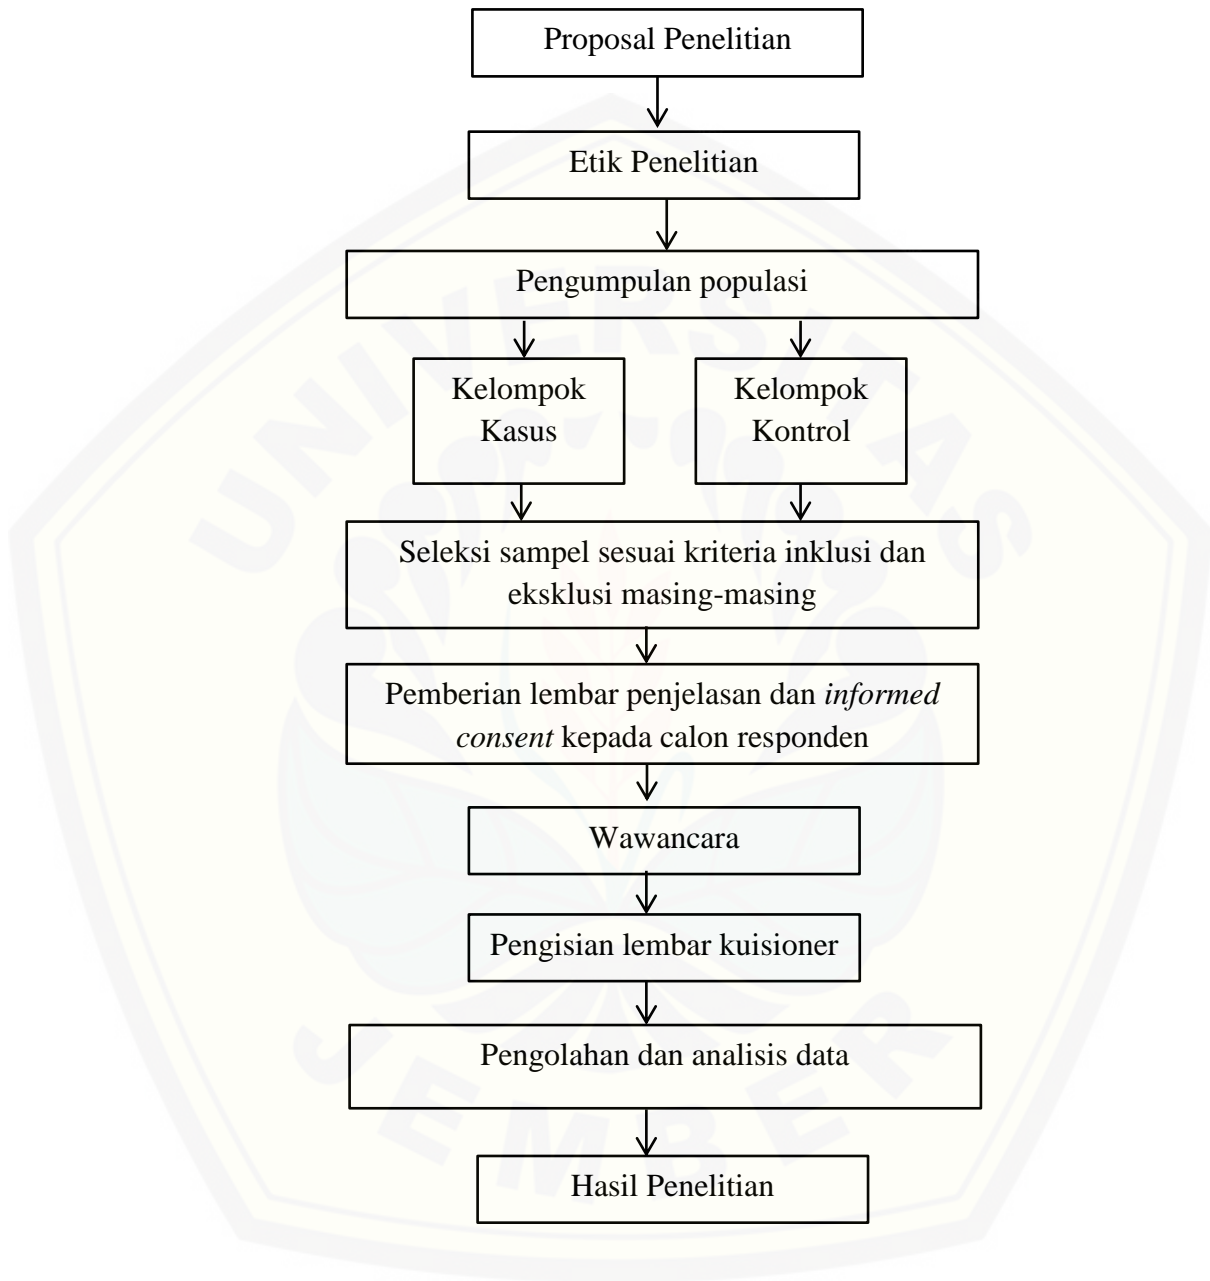 Proposal Penelitian
Etik Penelitian
Pengumpulan populasi
Kelompok
Kasus
Kelompok
Kontrol
Seleksi sampel sesuai kriteria inklusi dan
eksklusi masing-masing
Pemberian lembar penjelasan dan informed
consent kepada calon responden
Wawancara
Pengisian lembar kuisioner
Pengolahan dan analisis data
Hasil Penelitian
UNIVERSITAS
JEMBER